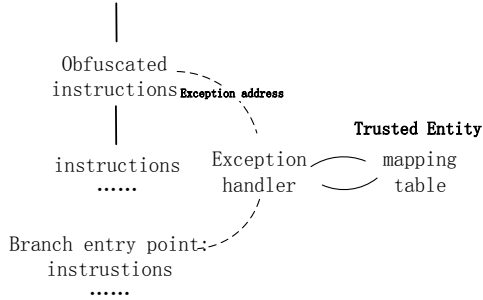 Obfuscated
instructions
Exception address
Trusted Entity
instructions
......
Exception
handler
mapping
table
Branch entry point:
instrustions
......